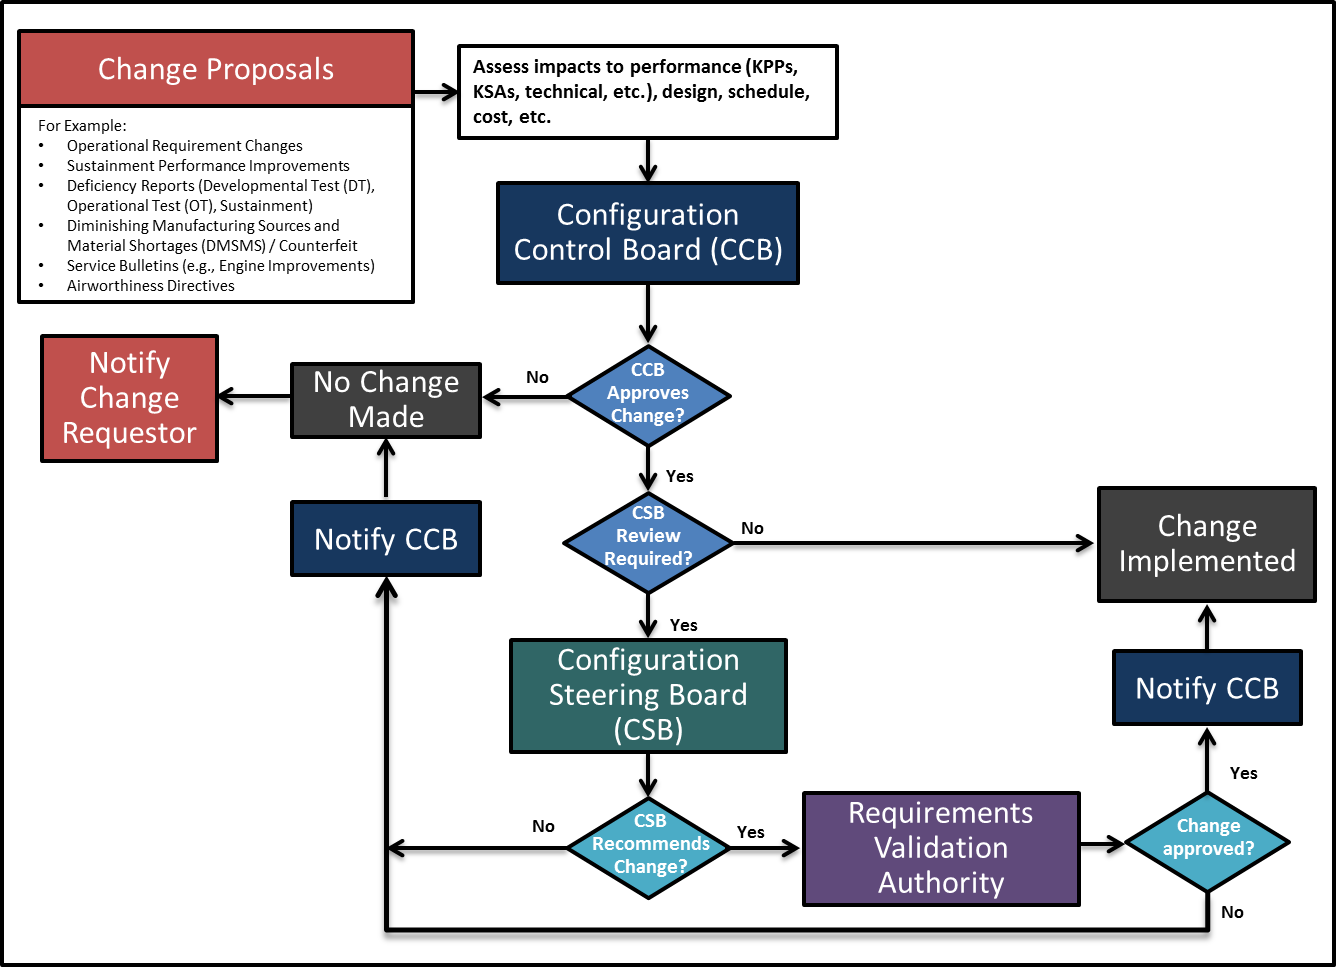 Change Proposals
For Example:
• Operational Requirement Changes
• Sustainment Performance Improvements
• Deficiency Reports (Developmental Test (DT),
Operational Test (OT), Sustainment)
• Diminishing Manufacturing Sources and
Material Shortages (DMSMS) / Counterfeit
• Service Bulletins (e.g., Engine Improvements)
• Airworthiness Directives
Assess impacts to performance (KPPs,
KSAs, technical, etc.), design, schedule,
cost, etc.
Configuration
Control Board (CCB)
CCB
Approves
Change?
No
No Change
Made
Notify
Change
Requestor
Yes
CSB
Review
Required?
No
Change
Implemented
Notify CCB
Yes
Configuration
Steering Board
(CSB)
CSB
Recommends
Change?
No
Yes
Requirements
Validation
Authority
Change
approved?
Yes
Notify CCB
No